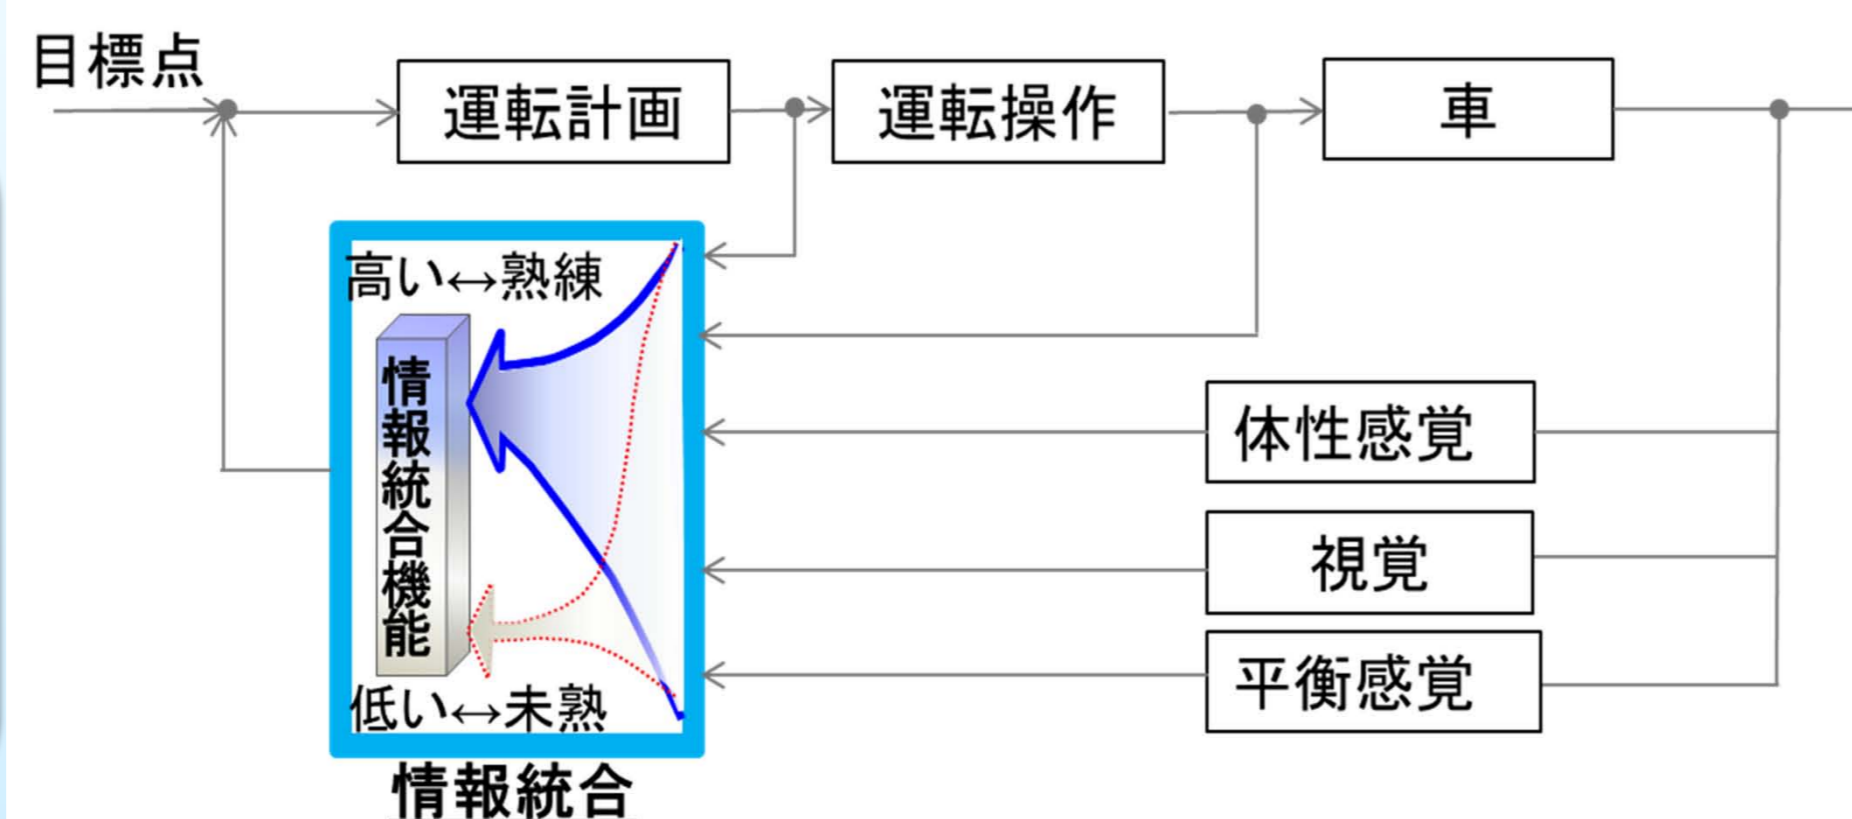 目標点
運転計画
運転操作
車
高い↔熟練
情報統合機能
低い↔未熟
体性感覚
視覚
平衡感覚
情報統合